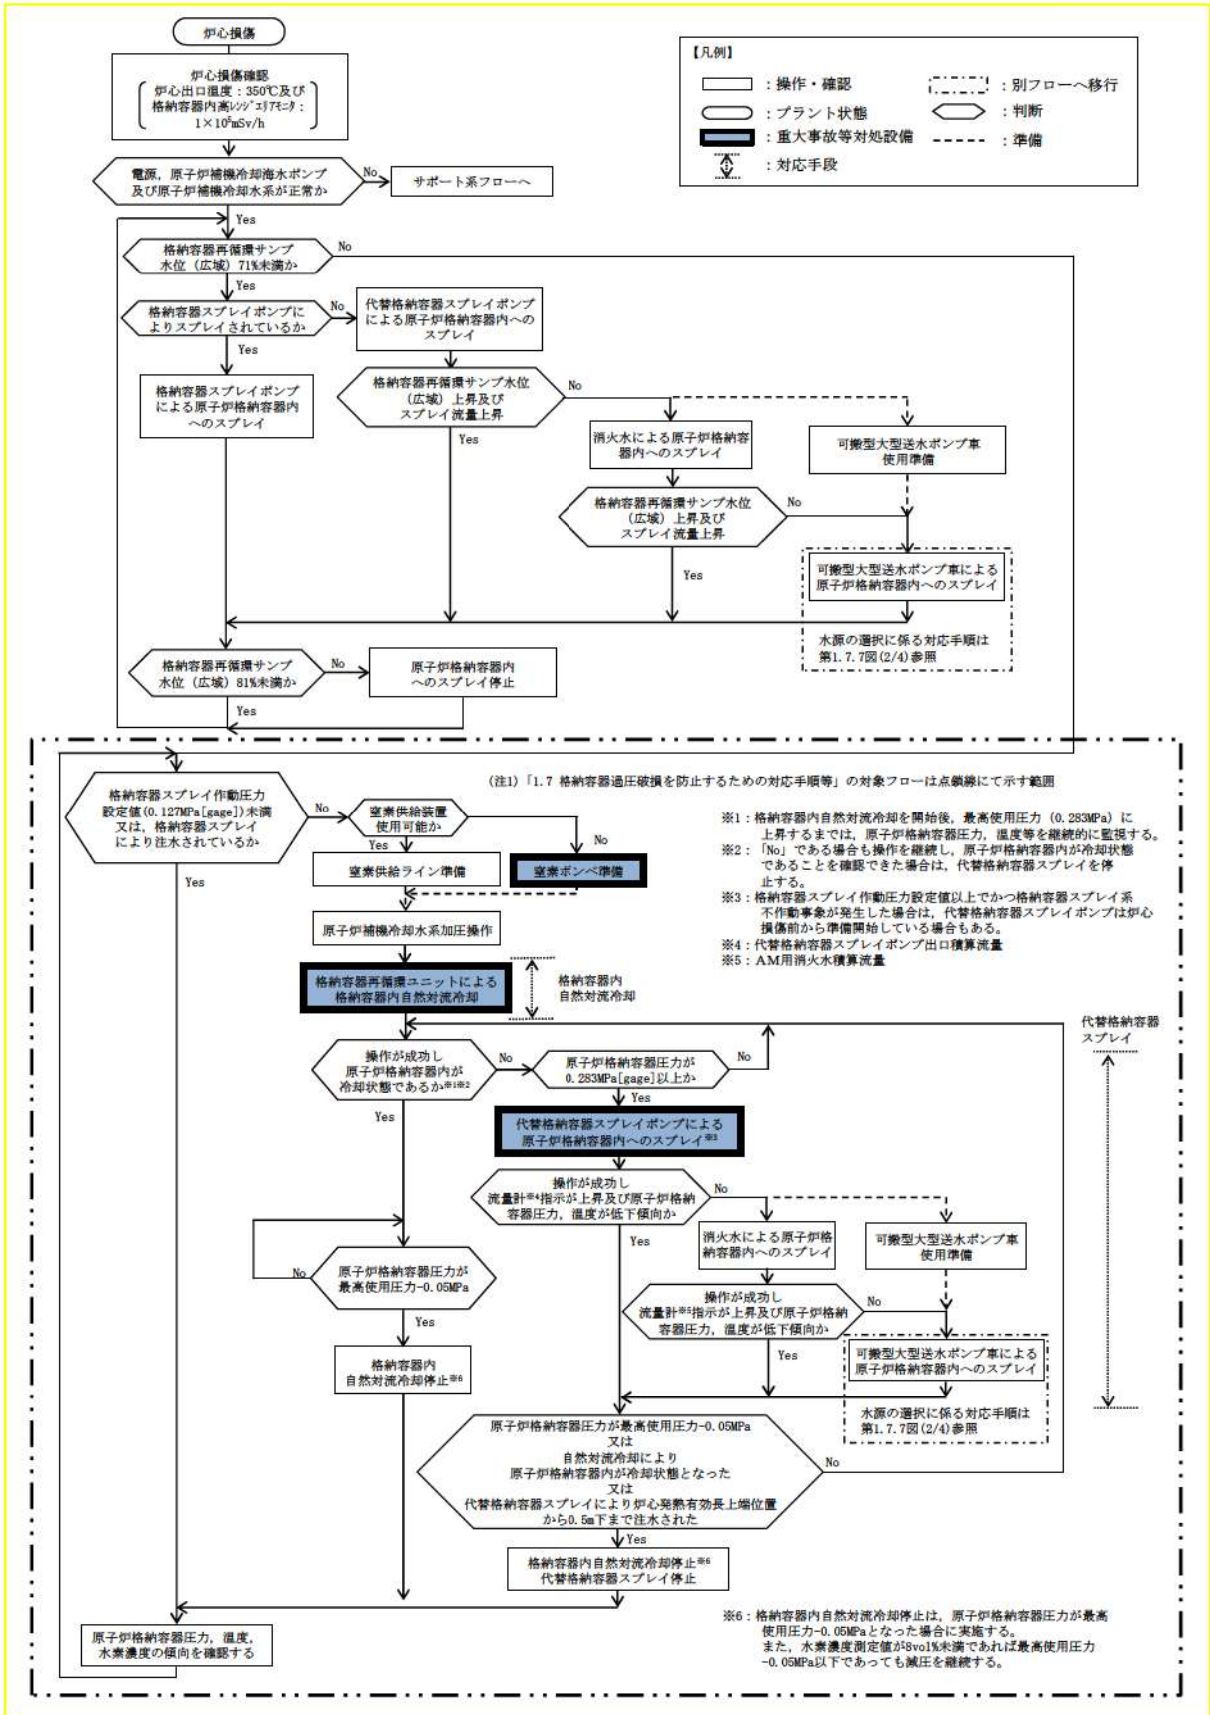 炉心損傷
炉心損傷確認
炉心出口温度：350℃及び
格納容器内高ﾚﾝｼﾞｴﾘｱﾓﾆﾀ：
1×10⁵mSv/h
【凡例】
：操作・確認
：プラント状態
：重大事故等対処設備
：対応手段
：別フローへ移行
：判断
：準備
電源，原子炉補機冷却海水ポンプ
及び原子炉補機冷却水系が正常か
No
サポート系フローへ
Yes
格納容器再循環サンプ
水位（広域）71%未満か
No
Yes
格納容器スプレイポンプに
よりスプレイされているか
No
代替格納容器スプレイポンプ
による原子炉格納容器内への
スプレイ
Yes
格納容器スプレイポンプ
による原子炉格納容器内
へのスプレイ
格納容器再循環サンプ水位
（広域）上昇及び
スプレイ流量上昇
No
Yes
消火水による原子炉格納容
器内へのスプレイ
可搬型大型送水ポンプ車
使用準備
格納容器再循環サンプ水位
（広域）上昇及び
スプレイ流量上昇
No
Yes
可搬型大型送水ポンプ車による
原子炉格納容器内へのスプレイ
水源の選択に係る対応手順は
第1.7.7図(2/4)参照
格納容器再循環サンプ
水位（広域）81%未満か
No
原子炉格納容器内
へのスプレイ停止
Yes
(注1)「1.7 格納容器過圧破損を防止するための対応手順等」の対象フローは点鎖線にて示す範囲
格納容器スプレイ作動圧力
設定値(0.127MPa[gage])未満
又は，格納容器スプレイ
により注水されているか
No
Yes
窒素供給装置
使用可能か
Yes
No
窒素供給ライン準備
窒素ボンベ準備
原子炉補機冷却水系加圧操作
格納容器再循環ユニットによる
格納容器内自然対流冷却
格納容器内
自然対流冷却
※1：格納容器内自然対流冷却を開始後，最高使用圧力（0.283MPa）に
上昇するまでは，原子炉格納容器圧力，温度等を継続的に監視する。
※2：「No」である場合も操作を継続し，原子炉格納容器内が冷却状態
であることを確認できた場合は，代替格納容器スプレイを停
止する。
※3：格納容器スプレイ作動圧力設定値以上でかつ格納容器スプレイ系
不作動事象が発生した場合は，代替格納容器スプレイポンプは炉心
損傷前から準備開始している場合もある。
※4：代替格納容器スプレイポンプ出口積算流量
※5：AM用消火水積算流量
代替格納容器
スプレイ
操作が成功し
原子炉格納容器内が
冷却状態であるか※1※2
No
Yes
原子炉格納容器圧力が
0.283MPa[gage]以上か
No
Yes
代替格納容器スプレイポンプによる
原子炉格納容器内へのスプレイ※3
操作が成功し
流量計※4指示が上昇及び原子炉格納
容器圧力，温度が低下傾向か
No
Yes
消火水による原子炉格
納容器内へのスプレイ
可搬型大型送水ポンプ車
使用準備
原子炉格納容器圧力が
最高使用圧力-0.05MPa
No
Yes
操作が成功し
流量計※5指示が上昇及び原子炉格納
容器圧力，温度が低下傾向か
No
Yes
可搬型大型送水ポンプ車による
原子炉格納容器内へのスプレイ
水源の選択に係る対応手順は
第1.7.7図(2/4)参照
格納容器内
自然対流冷却停止※6
原子炉格納容器圧力が最高使用圧力-0.05MPa
又は
自然対流冷却により
原子炉格納容器内が冷却状態となった
又は
代替格納容器スプレイにより炉心発熱有効長上端位置
から0.5m下まで注水された
No
Yes
格納容器内自然対流冷却停止※6
代替格納容器スプレイ停止
原子炉格納容器圧力，温度，
水素濃度の傾向を確認する
※6：格納容器内自然対流冷却停止は，原子炉格納容器圧力が最高
使用圧力-0.05MPaとなった場合に実施する。
また，水素濃度測定値が8vol%未満であれば最高使用圧力
-0.05MPa以下であっても減圧を継続する。